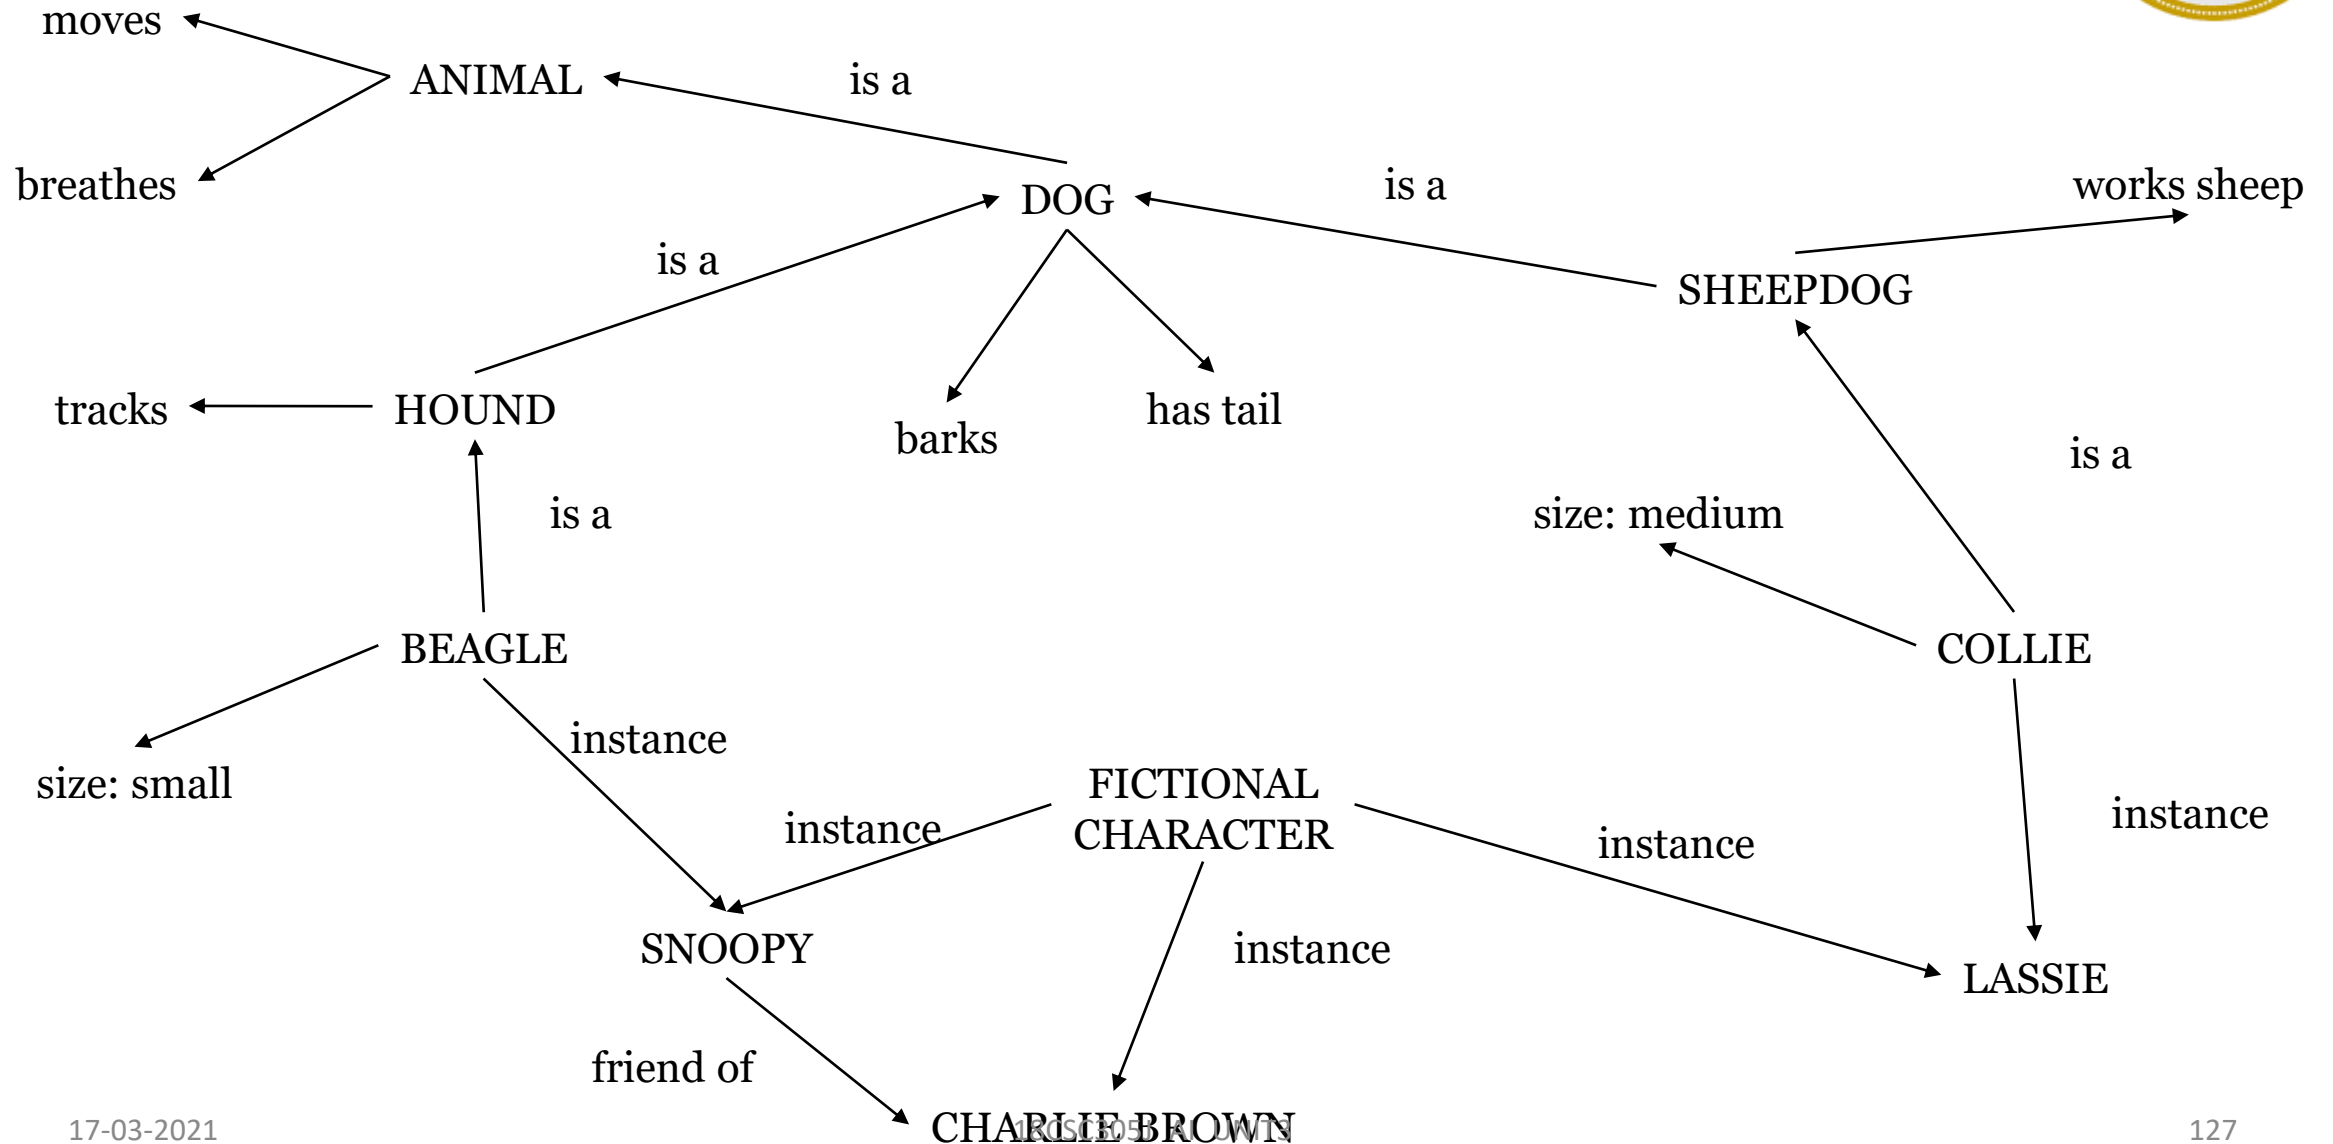 moves
ANIMAL
is a
breathes
DOG
is a
works sheep
is a
SHEEPDOG
tracks
HOUND
has tail
barks
is a
is a
size: medium
BEAGLE
COLLIE
instance
size: small
FICTIONAL
CHARACTER
instance
instance
instance
SNOOPY
instance
LASSIE
friend of
CHARLIE BROWN
17-03-2021
18CSC305J_AI_UNIT3
127